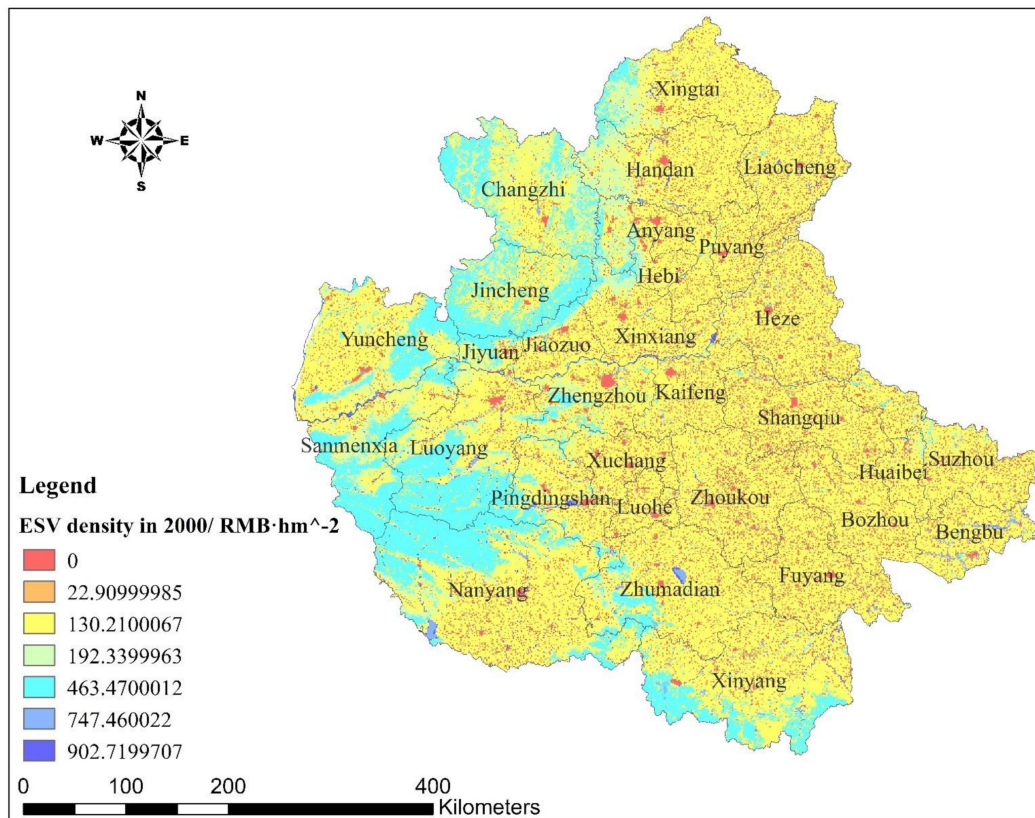 N
W E
S
Xingtai
Handan
Liaocheng
Changzhi
Anyang
Puyang
Hebi
Jincheng
Heze
Yuncheng
Jiyuan
Jiaozuo
Xinxiang
Zhengzhou
Kaifeng
Shangqiu
Sanmenxia
Luoyang
Xuchang
Huaibei
Suzhou
Pingdingshan
Luohe
Zhoukou
Bozhou
Bengbu
Nanyang
Zhumadian
Fuyang
Xinyang
Legend
ESV density in 2000/ RMB·hm^-2
0
22.90999985
130.2100067
192.3399963
463.4700012
747.460022
902.7199707
0 100 200 400
Kilometers